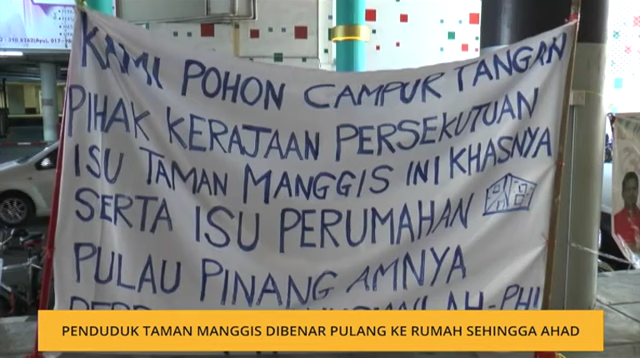 KAMI POHON CAMPUR TANGAN
PIHAK KERAJAAN PERSEKUTUAN
ISU TAMAN MANGGIS INI KHASNYA
SERTA ISU PERUMAHAN
PULAU PINANG AMNYA
PENDUDUK TAMAN MANGGIS DIBENAR PULANG KE RUMAH SEHINGGA AHAD